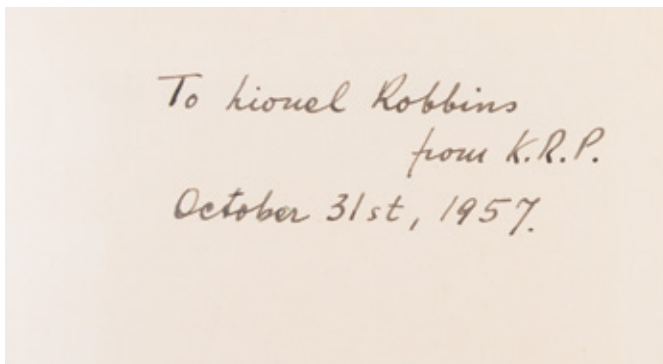 To Lionel Robbins
from K.R.P.
October 31st, 1957.